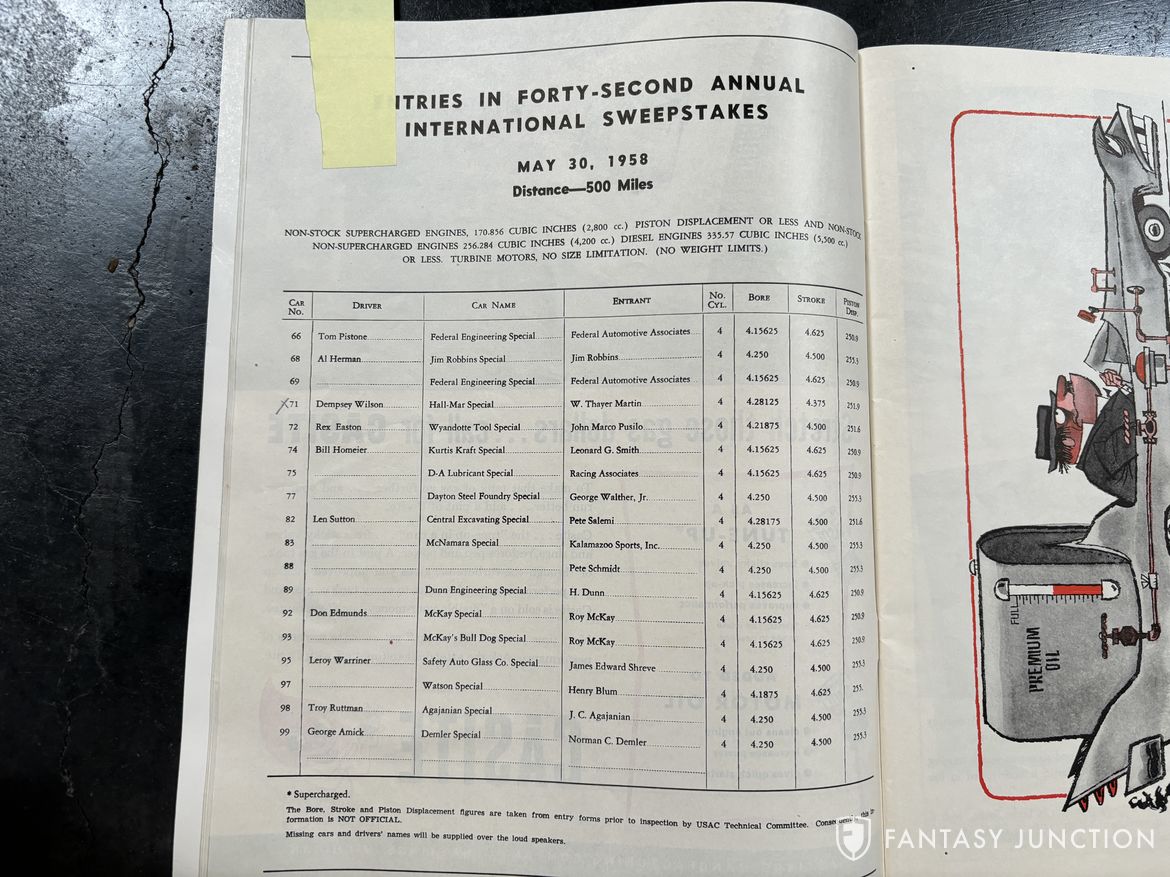 NTRIES IN FORTY-SECOND ANNUAL
INTERNATIONAL SWEEPSTAKES
MAY 30, 1958
Distance—500 Miles
NON-STOCK SUPERCHARGED ENGINES, 170.856 CUBIC INCHES (2,800 cc.) PISTON DISPLACEMENT OR LESS AND NON-STOCK
NON-SUPERCHARGED ENGINES 256.284 CUBIC INCHES (4,200 cc.) DIESEL ENGINES 335.57 CUBIC INCHES (5,500 cc.)
OR LESS. TURBINE MOTORS, NO SIZE LIMITATION. (NO WEIGHT LIMITS.)
CAR NO. DRIVER CAR NAME ENTRANT NO. CYL. BORE STROKE PISTON DISP.
66 Tom Pistone Federal Engineering Special Federal Automotive Associates 4 4.15625 4.625 250.9
68 Al Herman Jim Robbins Special Jim Robbins 4 4.250 4.500 255.3
69 Federal Engineering Special Federal Automotive Associates 4 4.15625 4.625 250.9
X 71 Dempsey Wilson Hall-Mar Special W. Thayer Martin 4 4.28125 4.375 251.9
72 Rex Easton Wyandotte Tool Special John Marco Pusilo 4 4.21875 4.500 251.6
74 Bill Homeier Kurtis Kraft Special Leonard G. Smith 4 4.15625 4.625 250.9
75 D-A Lubricant Special Racing Associates 4 4.15625 4.625 250.9
77 Dayton Steel Foundry Special George Walther, Jr. 4 4.250 4.500 255.3
82 Len Sutton Central Excavating Special Pete Salemi 4 4.28175 4.500 251.6
83 McNamara Special Kalamazoo Sports, Inc. 4 4.250 4.500 255.3
88 Pete Schmidt 4 4.250 4.500 255.3
89 Dunn Engineering Special H. Dunn 4 4.15625 4.625 250.9
92 Don Edmunds McKay Special Roy McKay 4 4.15625 4.625 250.9
93 McKay's Bull Dog Special Roy McKay 4 4.15625 4.625 250.9
95 Leroy Warriner Safety Auto Glass Co. Special James Edward Shreve 4 4.250 4.500 255.3
97 Watson Special Henry Blum 4 4.1875 4.625 255.
98 Troy Ruttman Agajanian Special J. C. Agajanian 4 4.250 4.500 255.3
99 George Amick Demler Special Norman C. Demler 4 4.250 4.500 255.3
* Supercharged.
The Bore, Stroke and Piston Displacement figures are taken from entry forms prior to inspection by USAC Technical Committee. Consequently this
formation is NOT OFFICIAL.
Missing cars and drivers' names will be supplied over the loud speakers.
FULL
PREMIUM
OIL
FANTASY JUNCTION